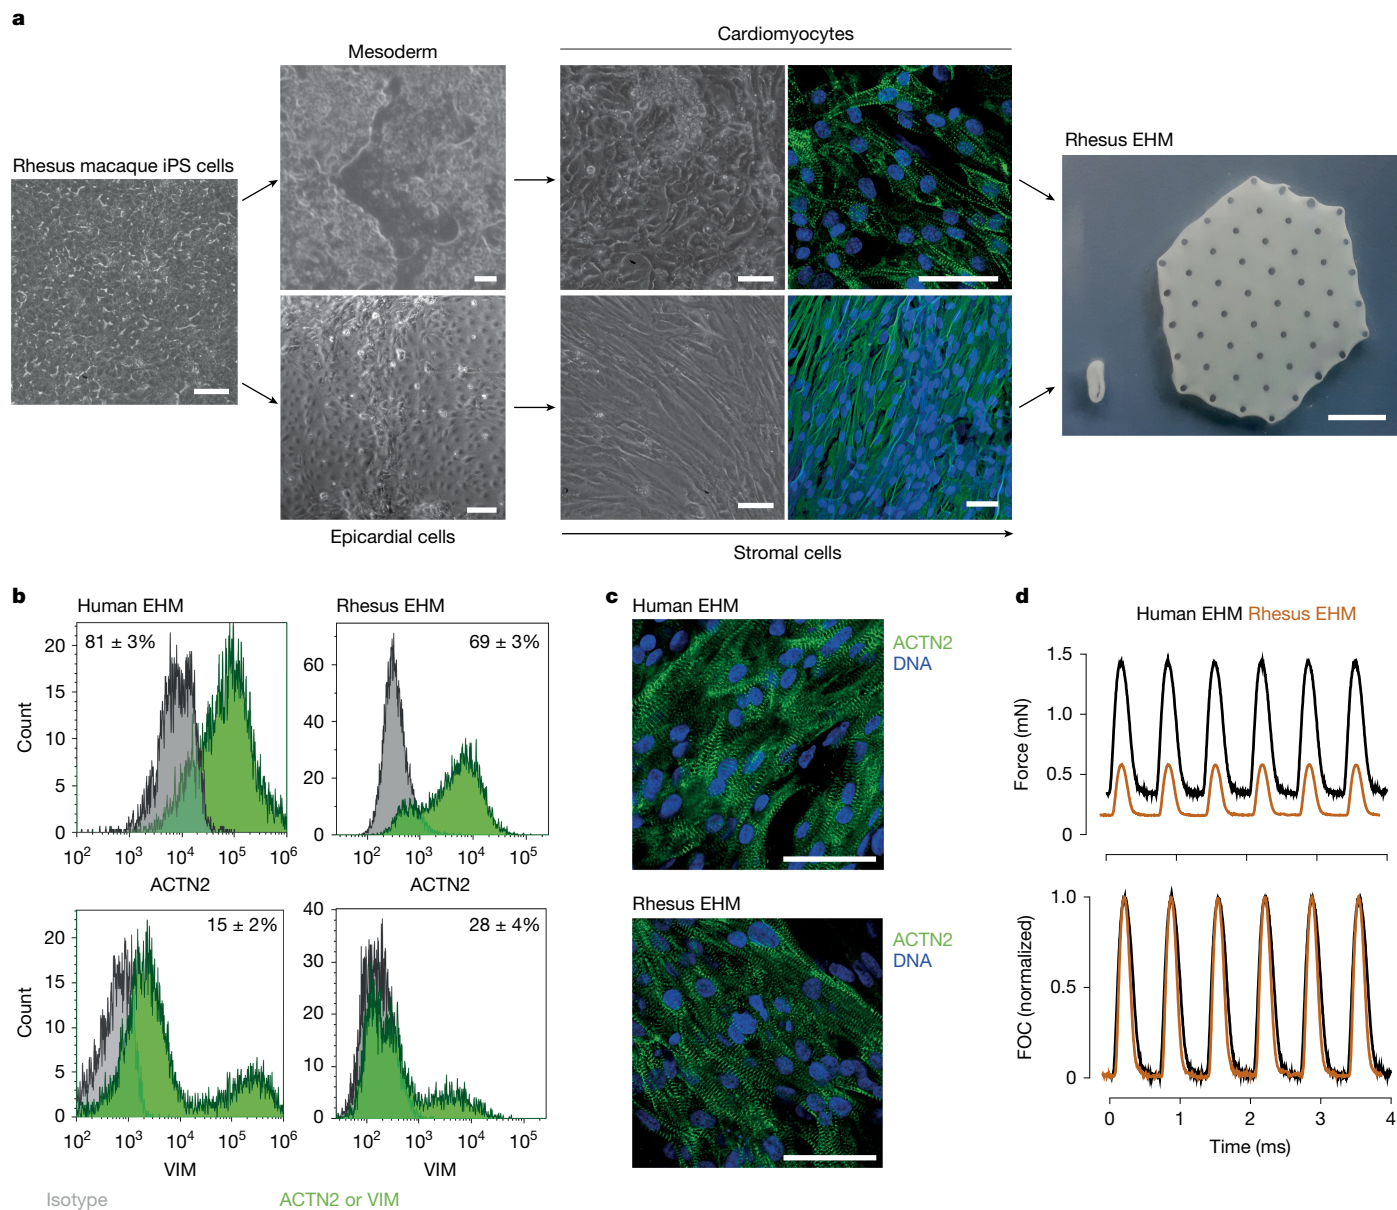 a
Cardiomyocytes
Mesoderm
Rhesus EHM
Rhesus macaque iPS cells
Epicardial cells
Stromal cells
b
Human EHM
Rhesus EHM
81 ± 3%
69 ± 3%
Count
20
15
10
5
0
60
40
20
0
10² 10³ 10⁴ 10⁵ 10⁶
10² 10³ 10⁴ 10⁵
ACTN2
ACTN2
15 ± 2%
28 ± 4%
Count
20
15
10
5
0
40
30
20
10
0
10² 10³ 10⁴ 10⁵ 10⁶
10² 10³ 10⁴ 10⁵
VIM
VIM
Isotype
ACTN2 or VIM
c
Human EHM
ACTN2
DNA
Rhesus EHM
ACTN2
DNA
d
Human EHM Rhesus EHM
Force (mN)
1.5
1.0
0.5
0
FOC (normalized)
1.0
0.5
0
0 1 2 3 4
Time (ms)